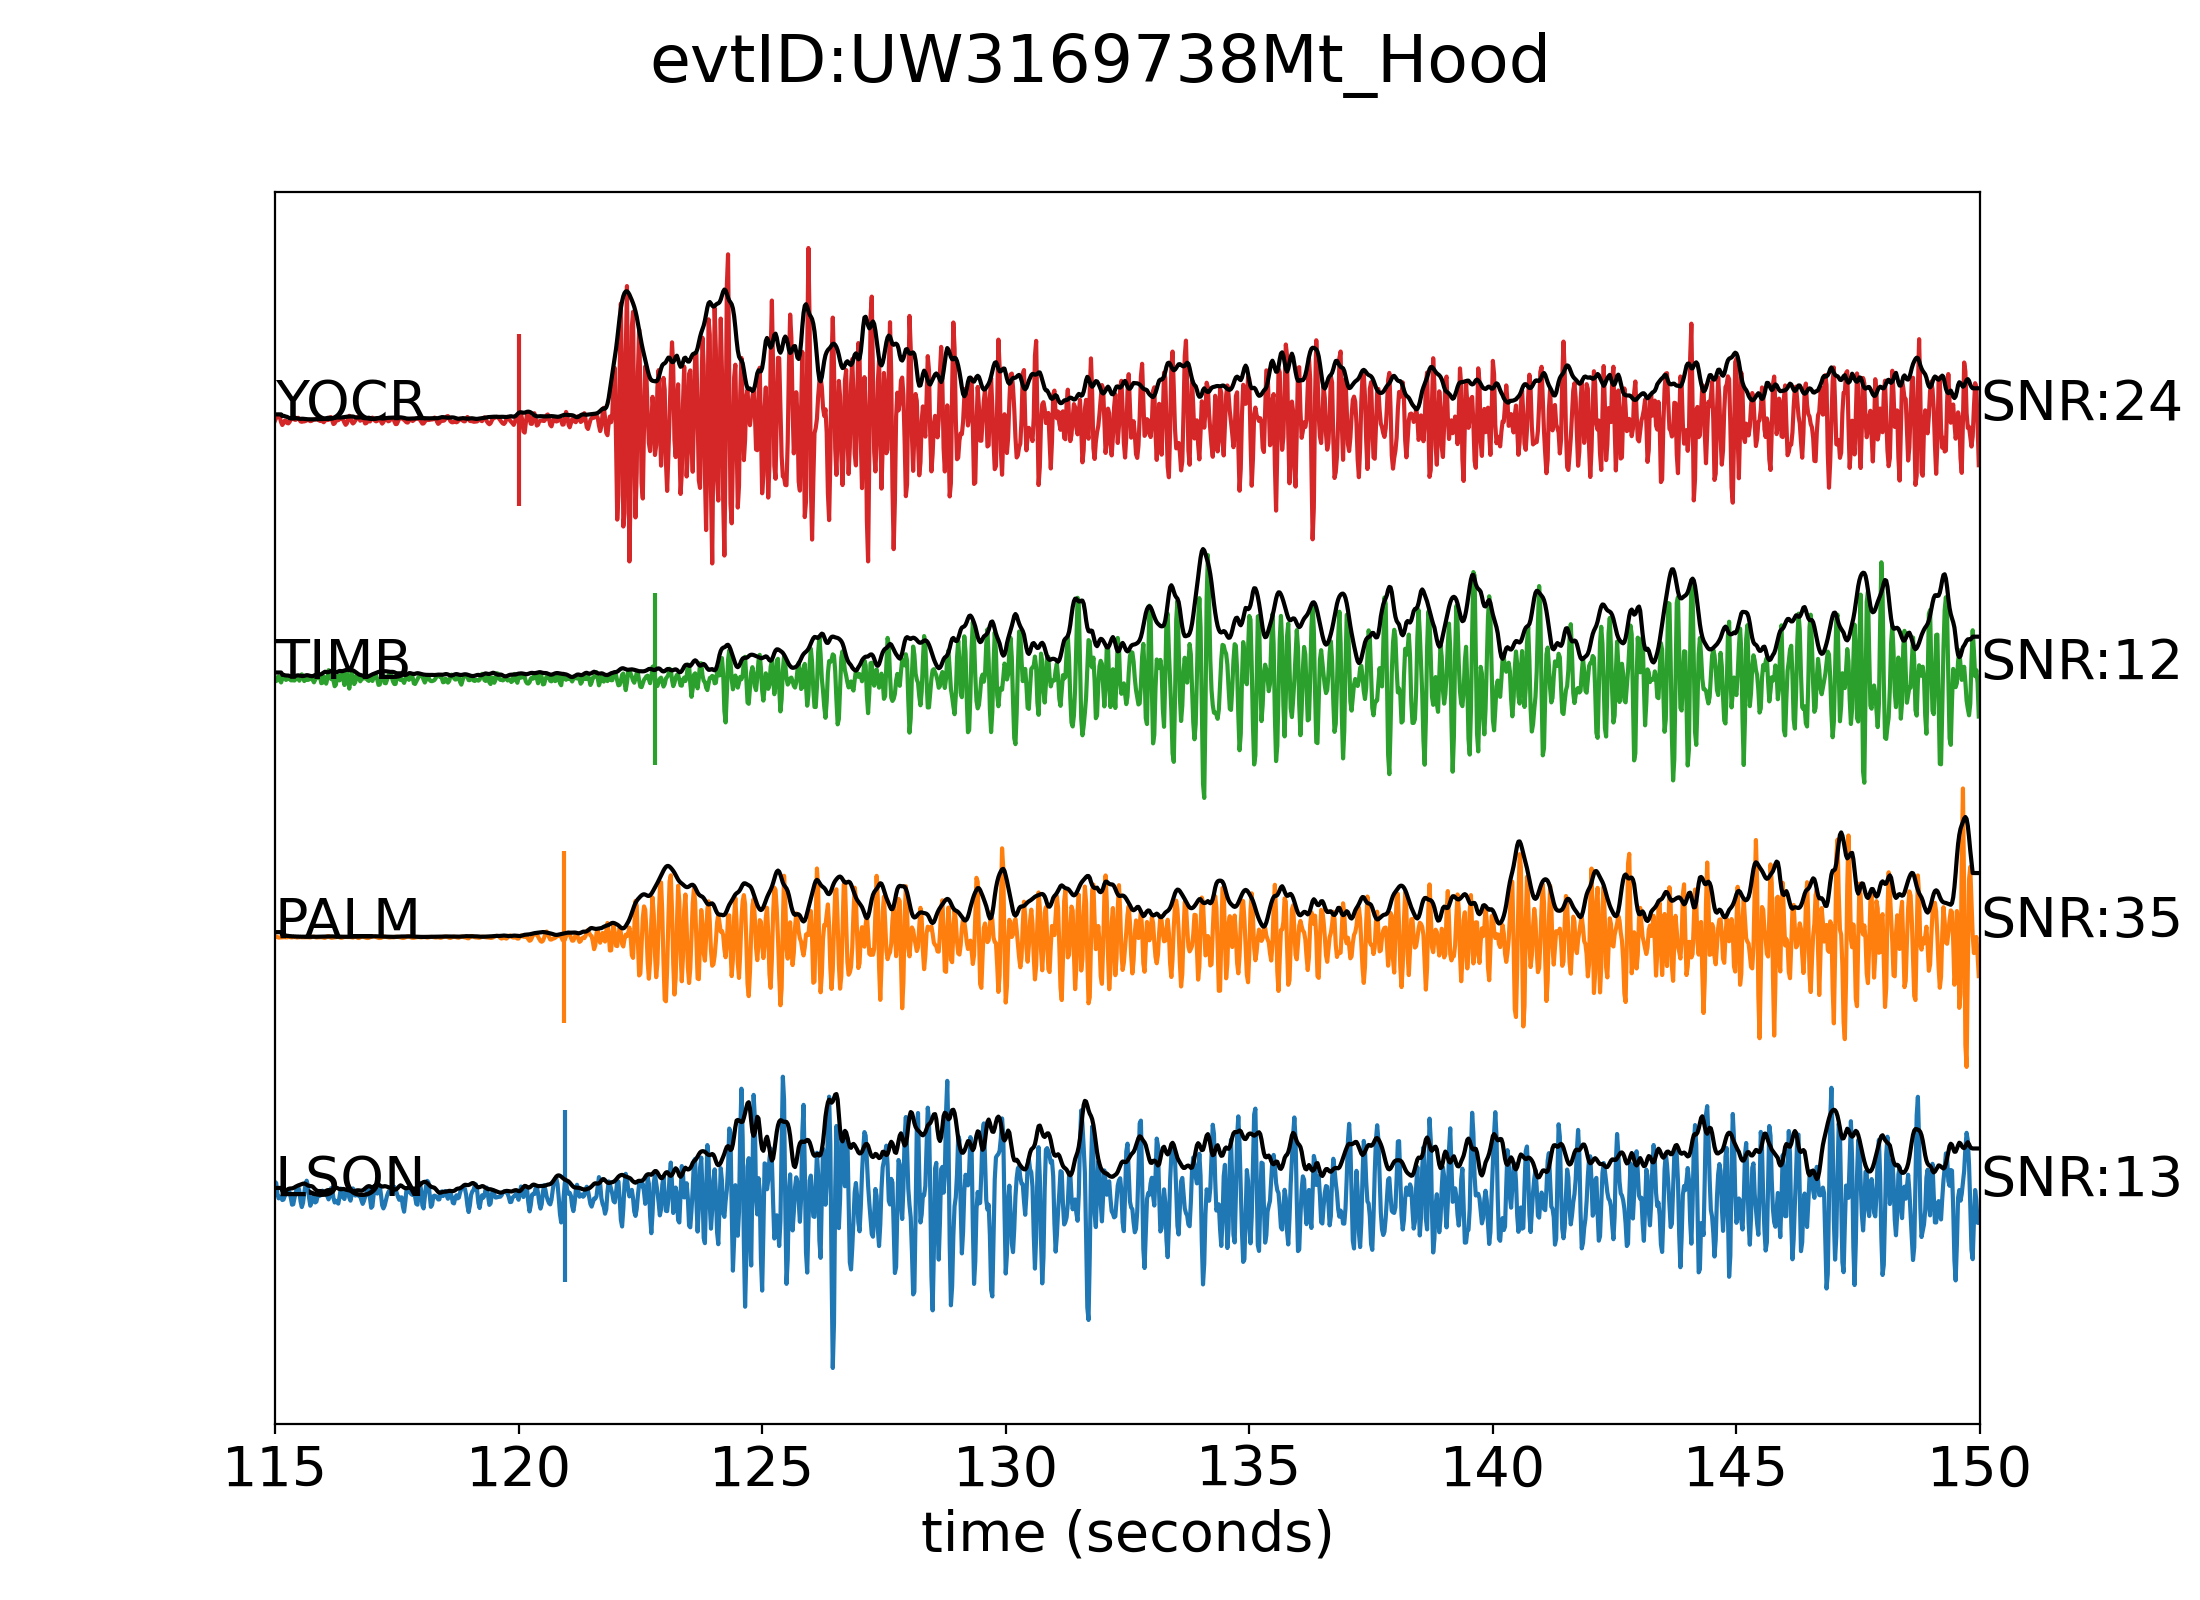 evtID:UW3169738Mt_Hood
YOCR SNR:24
TIMB SNR:12
PALM SNR:35
LSON SNR:13
115 120 125 130 135 140 145 150
time (seconds)